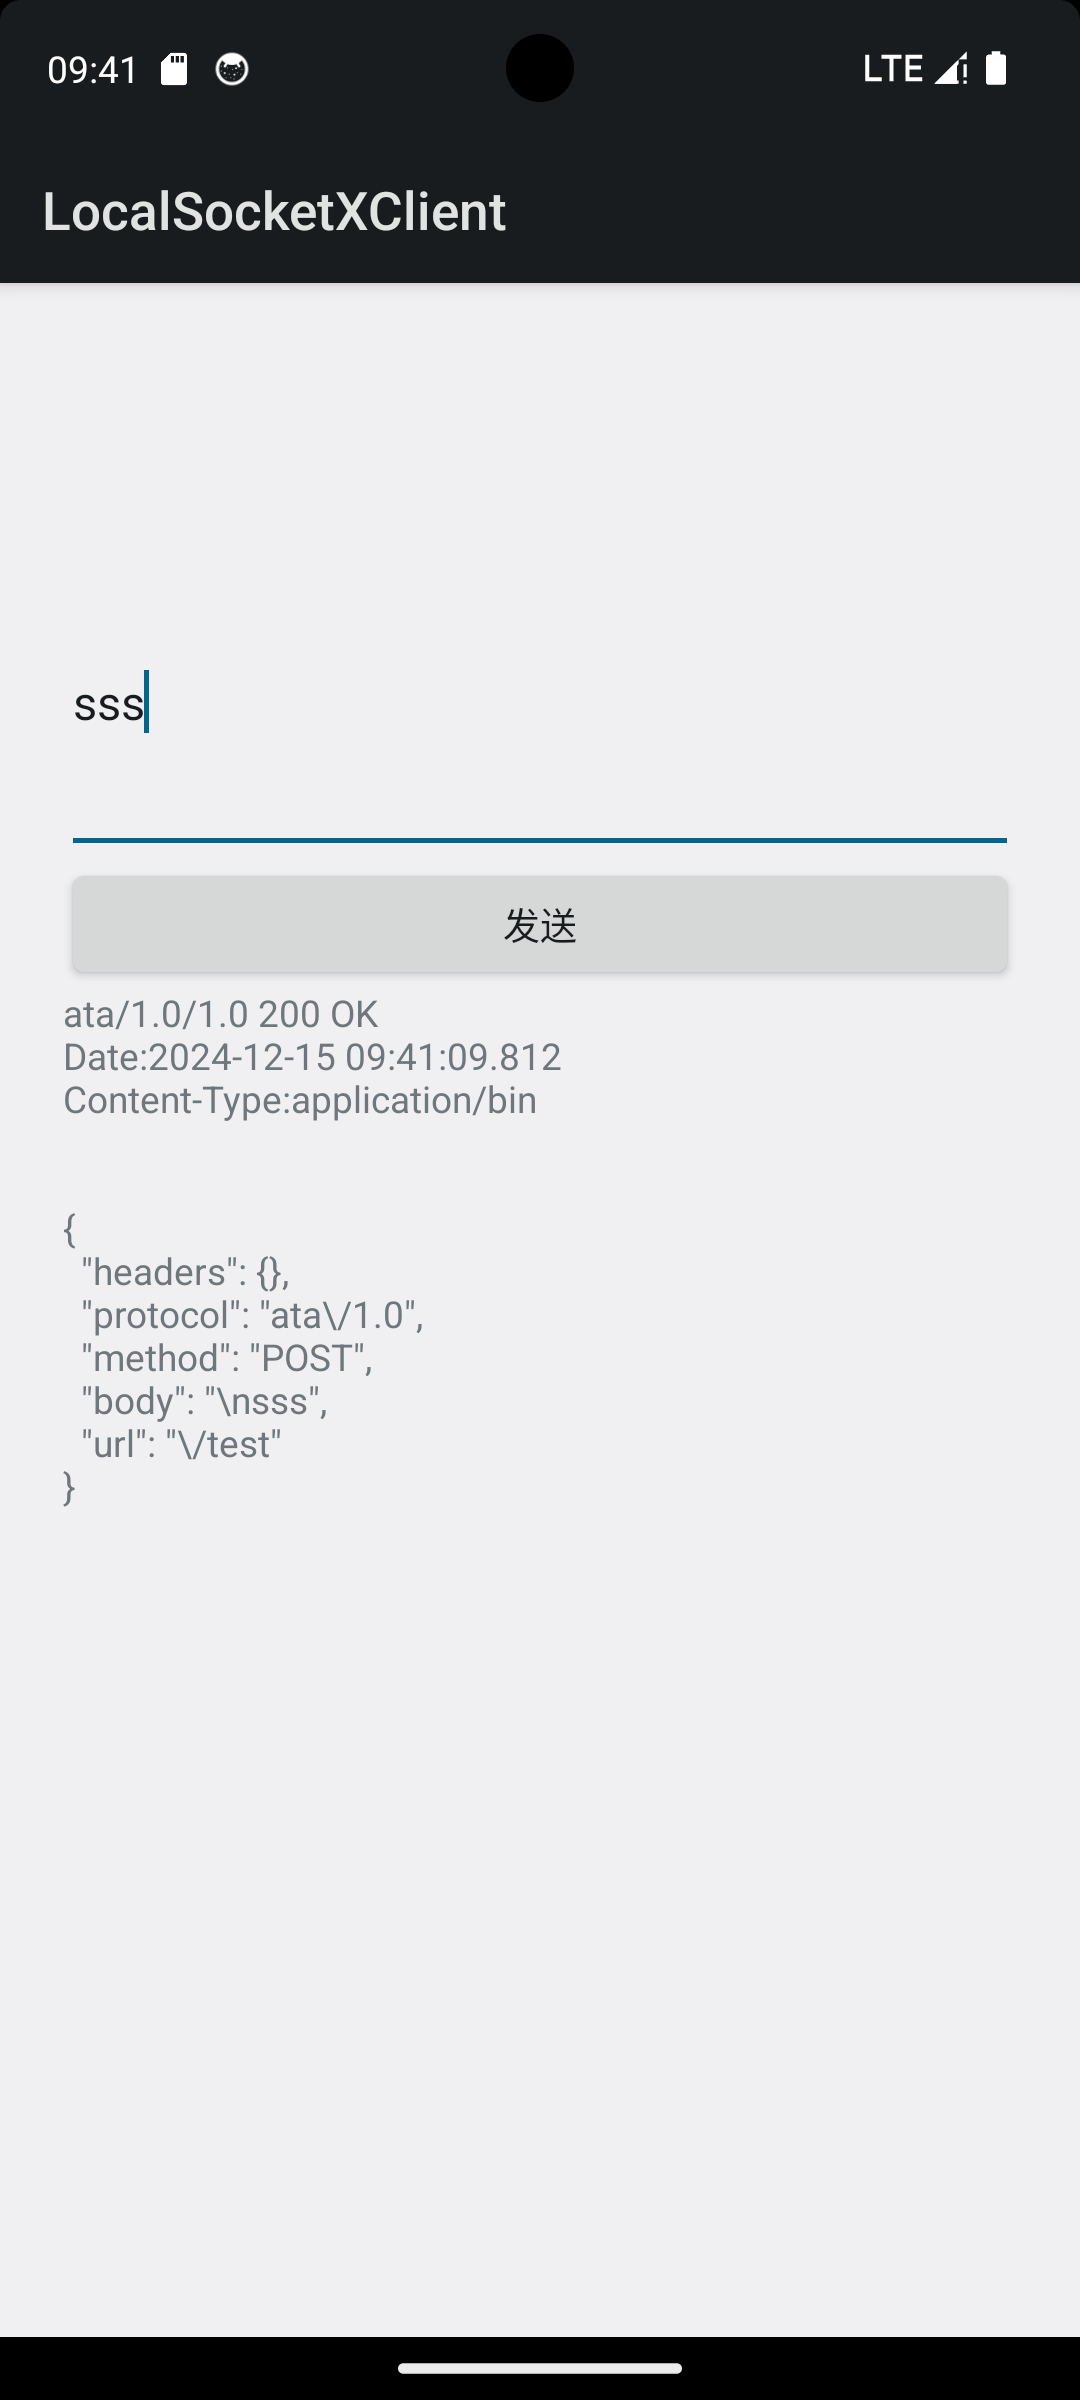 09:41
LTE
LocalSocketXClient
sss
发送
ata/1.0/1.0 200 OK
Date:2024-12-15 09:41:09.812
Content-Type:application/bin
{
"headers": {},
"protocol": "ata\/1.0",
"method": "POST",
"body": "\nsss",
"url": "\/test"
}